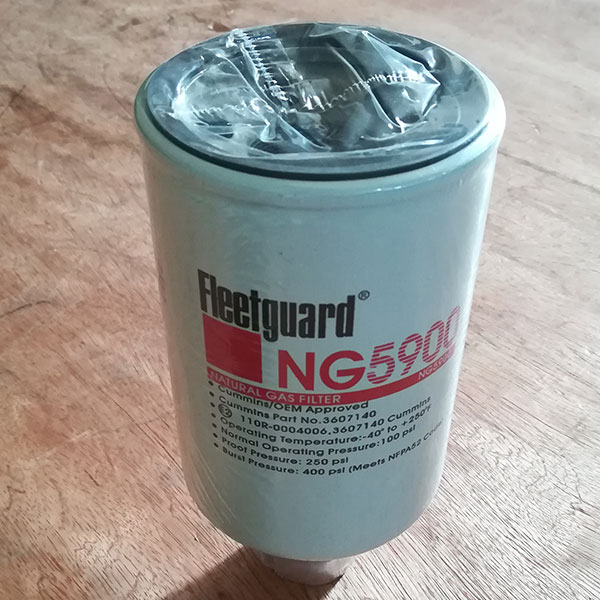 Fleetguard®
NG5900
NATURAL GAS FILTER
• Cummins/OEM Approved
• Cummins Part No.3607140
110R-0004006,3607140 Cummins
• Operating Temperature:-40° to +250°F
• Normal Operating Pressure:100 psi
• Proof Pressure: 250 psi
• Burst Pressure: 400 psi (Meets NFPA52 Code